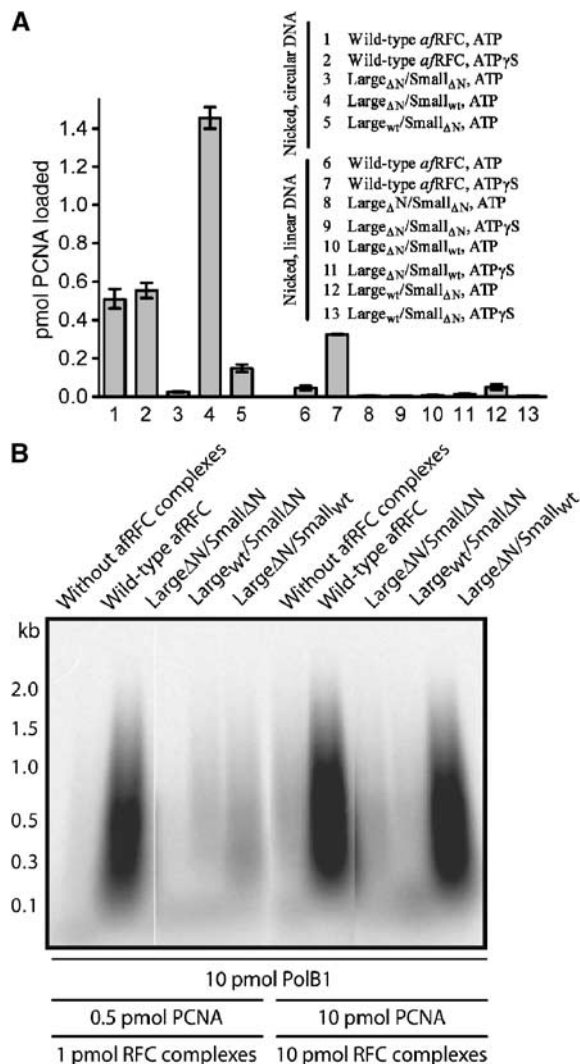 A
pmol PCNA loaded
1.4
1.2
1.0
0.8
0.6
0.4
0.2
0.0
1 2 3 4 5 6 7 8 9 10 11 12 13
Nicked, circular DNA
1 Wild-type afRFC, ATP
2 Wild-type afRFC, ATPγS
3 LargeΔN/SmallΔN, ATP
4 LargeΔN/Smallwt, ATP
5 Largewt/SmallΔN, ATP
Nicked, linear DNA
6 Wild-type afRFC, ATP
7 Wild-type afRFC, ATPγS
8 LargeΔN/SmallΔN, ATP
9 LargeΔN/SmallΔN, ATPγS
10 LargeΔN/Smallwt, ATP
11 LargeΔN/Smallwt, ATPγS
12 Largewt/SmallΔN, ATP
13 Largewt/SmallΔN, ATPγS
B
Without afRFC complexes
Wild-type afRFC
LargeΔN/SmallΔN
Largewt/SmallΔN
LargeΔN/Smallwt
Without afRFC complexes
Wild-type afRFC
LargeΔN/SmallΔN
Largewt/SmallΔN
LargeΔN/Smallwt
kb
2.0
1.5
1.0
0.5
0.3
0.1
10 pmol PolB1
0.5 pmol PCNA 10 pmol PCNA
1 pmol RFC complexes 10 pmol RFC complexes